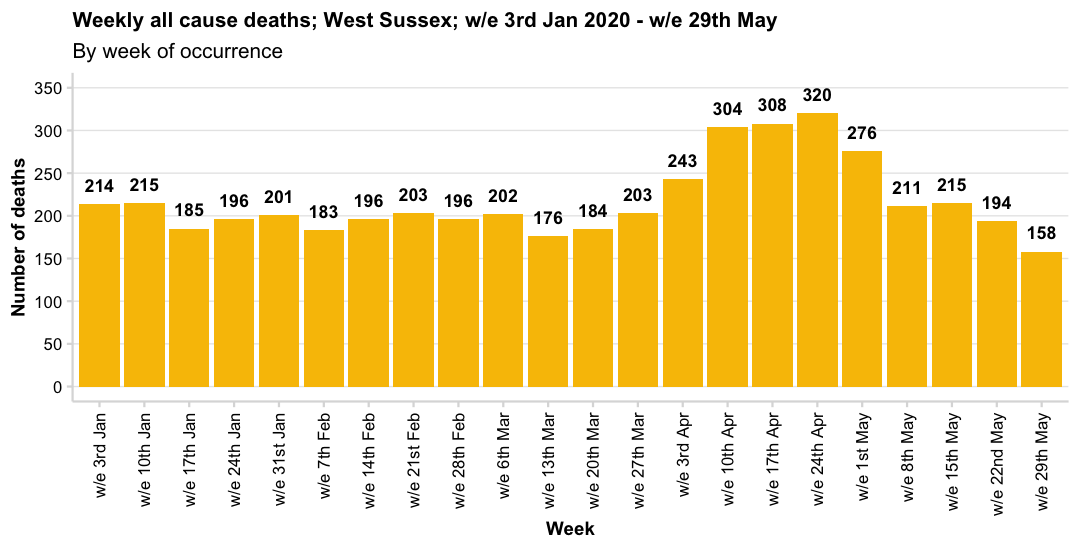 Weekly all cause deaths; West Sussex; w/e 3rd Jan 2020 - w/e 29th May
By week of occurrence
Number of deaths
350
300
250
200
150
100
50
0
214
215
185
196
201
183
196
203
196
202
176
184
203
243
304
308
320
276
211
215
194
158
w/e 3rd Jan
w/e 10th Jan
w/e 17th Jan
w/e 24th Jan
w/e 31st Jan
w/e 7th Feb
w/e 14th Feb
w/e 21st Feb
w/e 28th Feb
w/e 6th Mar
w/e 13th Mar
w/e 20th Mar
w/e 27th Mar
w/e 3rd Apr
w/e 10th Apr
w/e 17th Apr
w/e 24th Apr
w/e 1st May
w/e 8th May
w/e 15th May
w/e 22nd May
w/e 29th May
Week